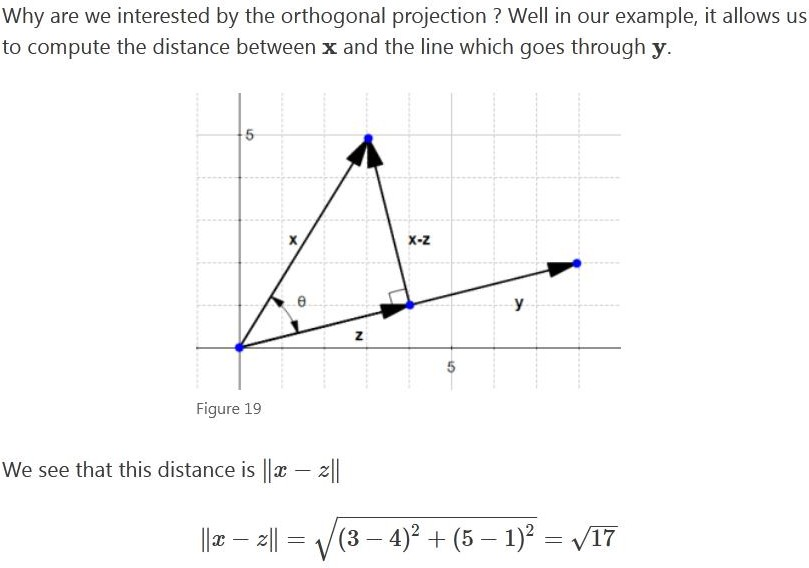 Why are we interested by the orthogonal projection ? Well in our example, it allows us
to compute the distance between x and the line which goes through y.
5
x
x-z
θ
y
z
5
Figure 19
We see that this distance is ||x − z||
||x − z|| = √(3 − 4)² + (5 − 1)² = √17